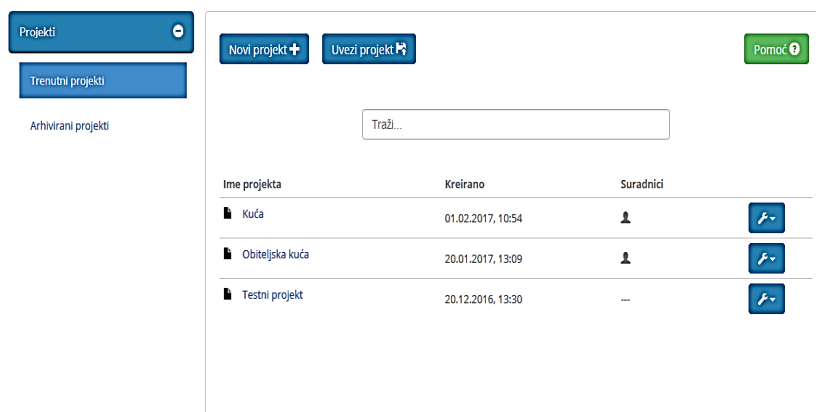 Projekti
Trenutni projekti
Arhivirani projekti
Novi projekt
Uvezi projekt
Pomoć
Traži...
Ime projekta Kreirano Suradnici
Kuća 01.02.2017, 10:54
Obiteljska kuća 20.01.2017, 13:09
Testni projekt 20.12.2016, 13:30 ---